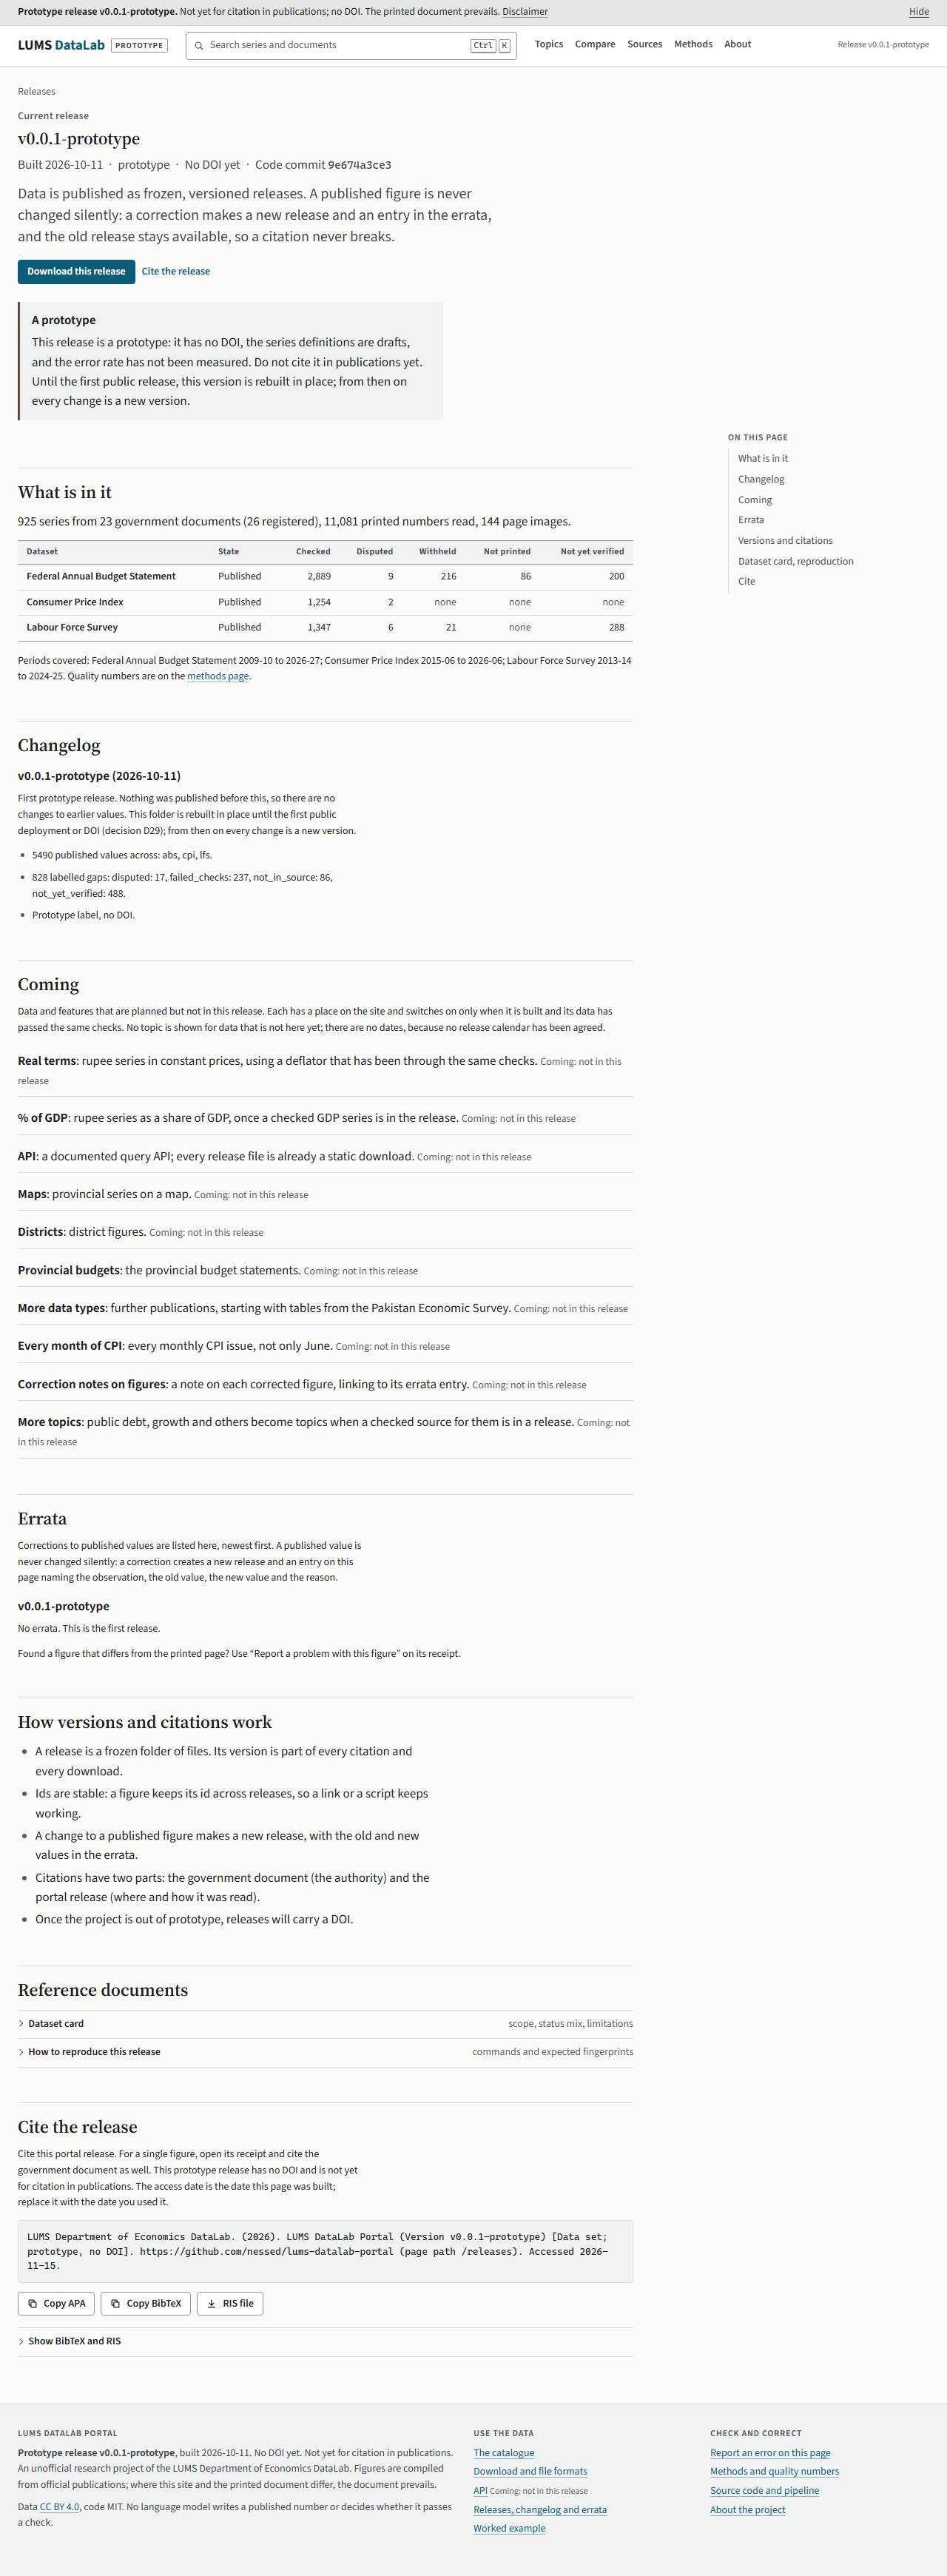 Prototype release v0.0.1-prototype. Not yet for citation in publications; no DOI. The printed document prevails. Disclaimer
Hide
LUMS DataLab PROTOTYPE
Search series and documents
Ctrl K
Topics Compare Sources Methods About
Release v0.0.1-prototype
Releases
Current release
v0.0.1-prototype
Built 2026-10-11 · prototype · No DOI yet · Code commit 9e674a3ce3
Data is published as frozen, versioned releases. A published figure is never
changed silently: a correction makes a new release and an entry in the errata,
and the old release stays available, so a citation never breaks.
Download this release Cite the release
A prototype
This release is a prototype: it has no DOI, the series definitions are drafts,
and the error rate has not been measured. Do not cite it in publications yet.
Until the first public release, this version is rebuilt in place; from then on
every change is a new version.
ON THIS PAGE
What is in it
Changelog
Coming
Errata
Versions and citations
Dataset card, reproduction
Cite
What is in it
925 series from 23 government documents (26 registered), 11,081 printed numbers read, 144 page images.
Dataset State Checked Disputed Withheld Not printed Not yet verified
Federal Annual Budget Statement Published 2,889 9 216 86 200
Consumer Price Index Published 1,254 2 none none none
Labour Force Survey Published 1,347 6 21 none 288
Periods covered: Federal Annual Budget Statement 2009-10 to 2026-27; Consumer Price Index 2015-06 to 2026-06; Labour Force Survey 2013-14
to 2024-25. Quality numbers are on the methods page.
Changelog
v0.0.1-prototype (2026-10-11)
First prototype release. Nothing was published before this, so there are no
changes to earlier values. This folder is rebuilt in place until the first public
deployment or DOI (decision D29); from then on every change is a new version.
• 5490 published values across: abs, cpi, lfs.
• 828 labelled gaps: disputed: 17, failed_checks: 237, not_in_source: 86,
not_yet_verified: 488.
• Prototype label, no DOI.
Coming
Data and features that are planned but not in this release. Each has a place on the site and switches on only when it is built and its data has
passed the same checks. No topic is shown for data that is not here yet; there are no dates, because no release calendar has been agreed.
Real terms: rupee series in constant prices, using a deflator that has been through the same checks. Coming: not in this
release
% of GDP: rupee series as a share of GDP, once a checked GDP series is in the release. Coming: not in this release
API: a documented query API; every release file is already a static download. Coming: not in this release
Maps: provincial series on a map. Coming: not in this release
Districts: district figures. Coming: not in this release
Provincial budgets: the provincial budget statements. Coming: not in this release
More data types: further publications, starting with tables from the Pakistan Economic Survey. Coming: not in this release
Every month of CPI: every monthly CPI issue, not only June. Coming: not in this release
Correction notes on figures: a note on each corrected figure, linking to its errata entry. Coming: not in this release
More topics: public debt, growth and others become topics when a checked source for them is in a release. Coming: not
in this release
Errata
Corrections to published values are listed here, newest first. A published value is
never changed silently: a correction creates a new release and an entry on this
page naming the observation, the old value, the new value and the reason.
v0.0.1-prototype
No errata. This is the first release.
Found a figure that differs from the printed page? Use “Report a problem with this figure” on its receipt.
How versions and citations work
• A release is a frozen folder of files. Its version is part of every citation and
every download.
• Ids are stable: a figure keeps its id across releases, so a link or a script keeps
working.
• A change to a published figure makes a new release, with the old and new
values in the errata.
• Citations have two parts: the government document (the authority) and the
portal release (where and how it was read).
• Once the project is out of prototype, releases will carry a DOI.
Reference documents
Dataset card scope, status mix, limitations
How to reproduce this release commands and expected fingerprints
Cite the release
Cite this portal release. For a single figure, open its receipt and cite the
government document as well. This prototype release has no DOI and is not yet
for citation in publications. The access date is the date this page was built;
replace it with the date you used it.
LUMS Department of Economics DataLab. (2026). LUMS DataLab Portal (Version v0.0.1-prototype) [Data set;
prototype, no DOI]. https://github.com/nessed/lums-datalab-portal (page path /releases). Accessed 2026-
11-15.
Copy APA Copy BibTeX RIS file
Show BibTeX and RIS
LUMS DATALAB PORTAL
Prototype release v0.0.1-prototype, built 2026-10-11. No DOI yet. Not yet for citation in publications.
An unofficial research project of the LUMS Department of Economics DataLab. Figures are compiled
from official publications; where this site and the printed document differ, the document prevails.
Data CC BY 4.0, code MIT. No language model writes a published number or decides whether it passes
a check.
USE THE DATA
The catalogue
Download and file formats
API Coming: not in this release
Releases, changelog and errata
Worked example
CHECK AND CORRECT
Report an error on this page
Methods and quality numbers
Source code and pipeline
About the project